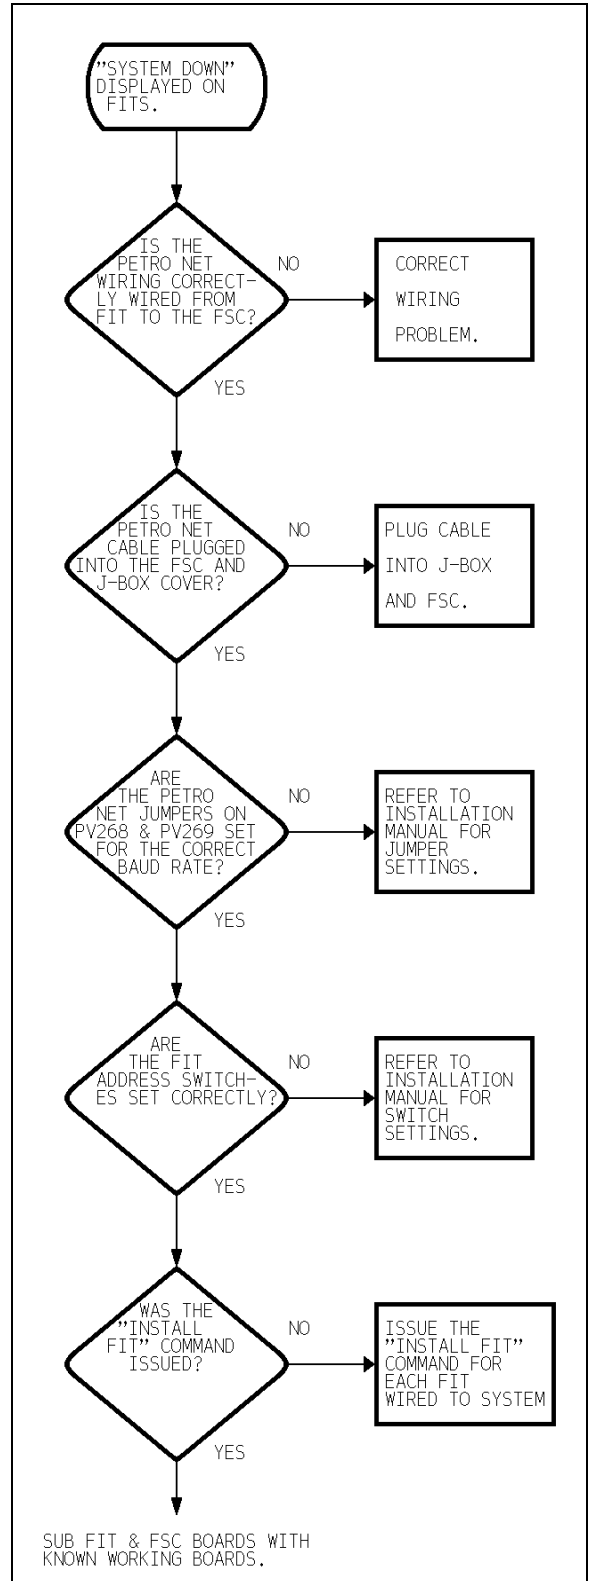 "SYSTEM DOWN"
DISPLAYED ON
FITS.
IS THE
PETRO NET
WIRING CORRECT-
LY WIRED FROM
FIT TO THE FSC?
NO
CORRECT
WIRING
PROBLEM.
YES
IS THE
PETRO NET
CABLE PLUGGED
INTO THE FSC AND
J-BOX COVER?
NO
PLUG CABLE
INTO J-BOX
AND FSC.
YES
ARE
THE PETRO
NET JUMPERS ON
PV268 & PV269 SET
FOR THE CORRECT
BAUD RATE?
NO
REFER TO
INSTALLATION
MANUAL FOR
JUMPER
SETTINGS.
YES
ARE
THE FIT
ADDRESS SWITCH-
ES SET CORRECTLY?
NO
REFER TO
INSTALLATION
MANUAL FOR
SWITCH
SETTINGS.
YES
WAS THE
"INSTALL
FIT" COMMAND
ISSUED?
NO
ISSUE THE
"INSTALL FIT"
COMMAND FOR
EACH FIT
WIRED TO SYSTEM
YES
SUB FIT & FSC BOARDS WITH
KNOWN WORKING BOARDS.